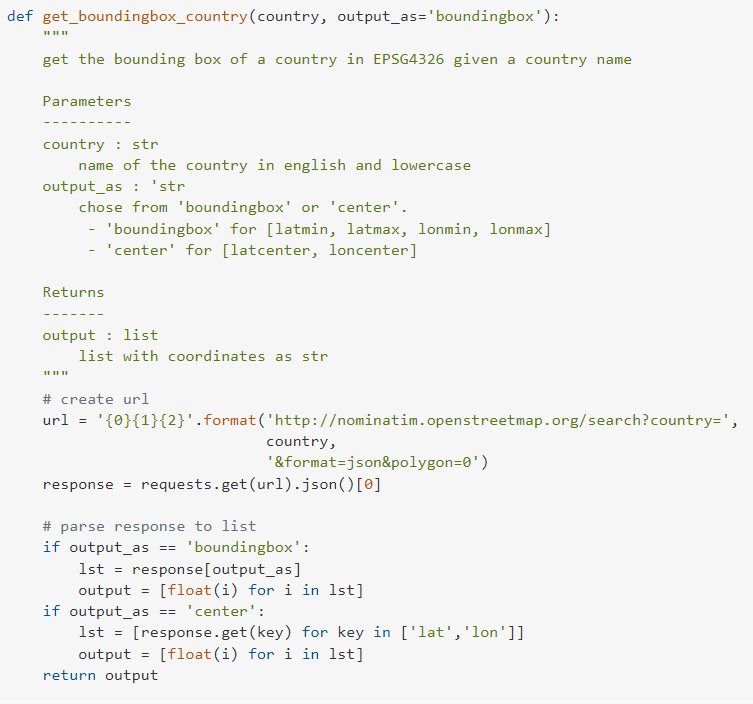 def get_boundingbox_country(country, output_as='boundingbox'):
    """
    get the bounding box of a country in EPSG4326 given a country name

    Parameters
    ----------
    country : str
        name of the country in english and lowercase
    output_as : 'str
        chose from 'boundingbox' or 'center'.
         - 'boundingbox' for [latmin, latmax, lonmin, lonmax]
         - 'center' for [latcenter, loncenter]

    Returns
    -------
    output : list
        list with coordinates as str
    """
    # create url
    url = '{0}{1}{2}'.format('http://nominatim.openstreetmap.org/search?country=',
                             country,
                             '&format=json&polygon=0')
    response = requests.get(url).json()[0]

    # parse response to list
    if output_as == 'boundingbox':
        lst = response[output_as]
        output = [float(i) for i in lst]
    if output_as == 'center':
        lst = [response.get(key) for key in ['lat','lon']]
        output = [float(i) for i in lst]
    return output